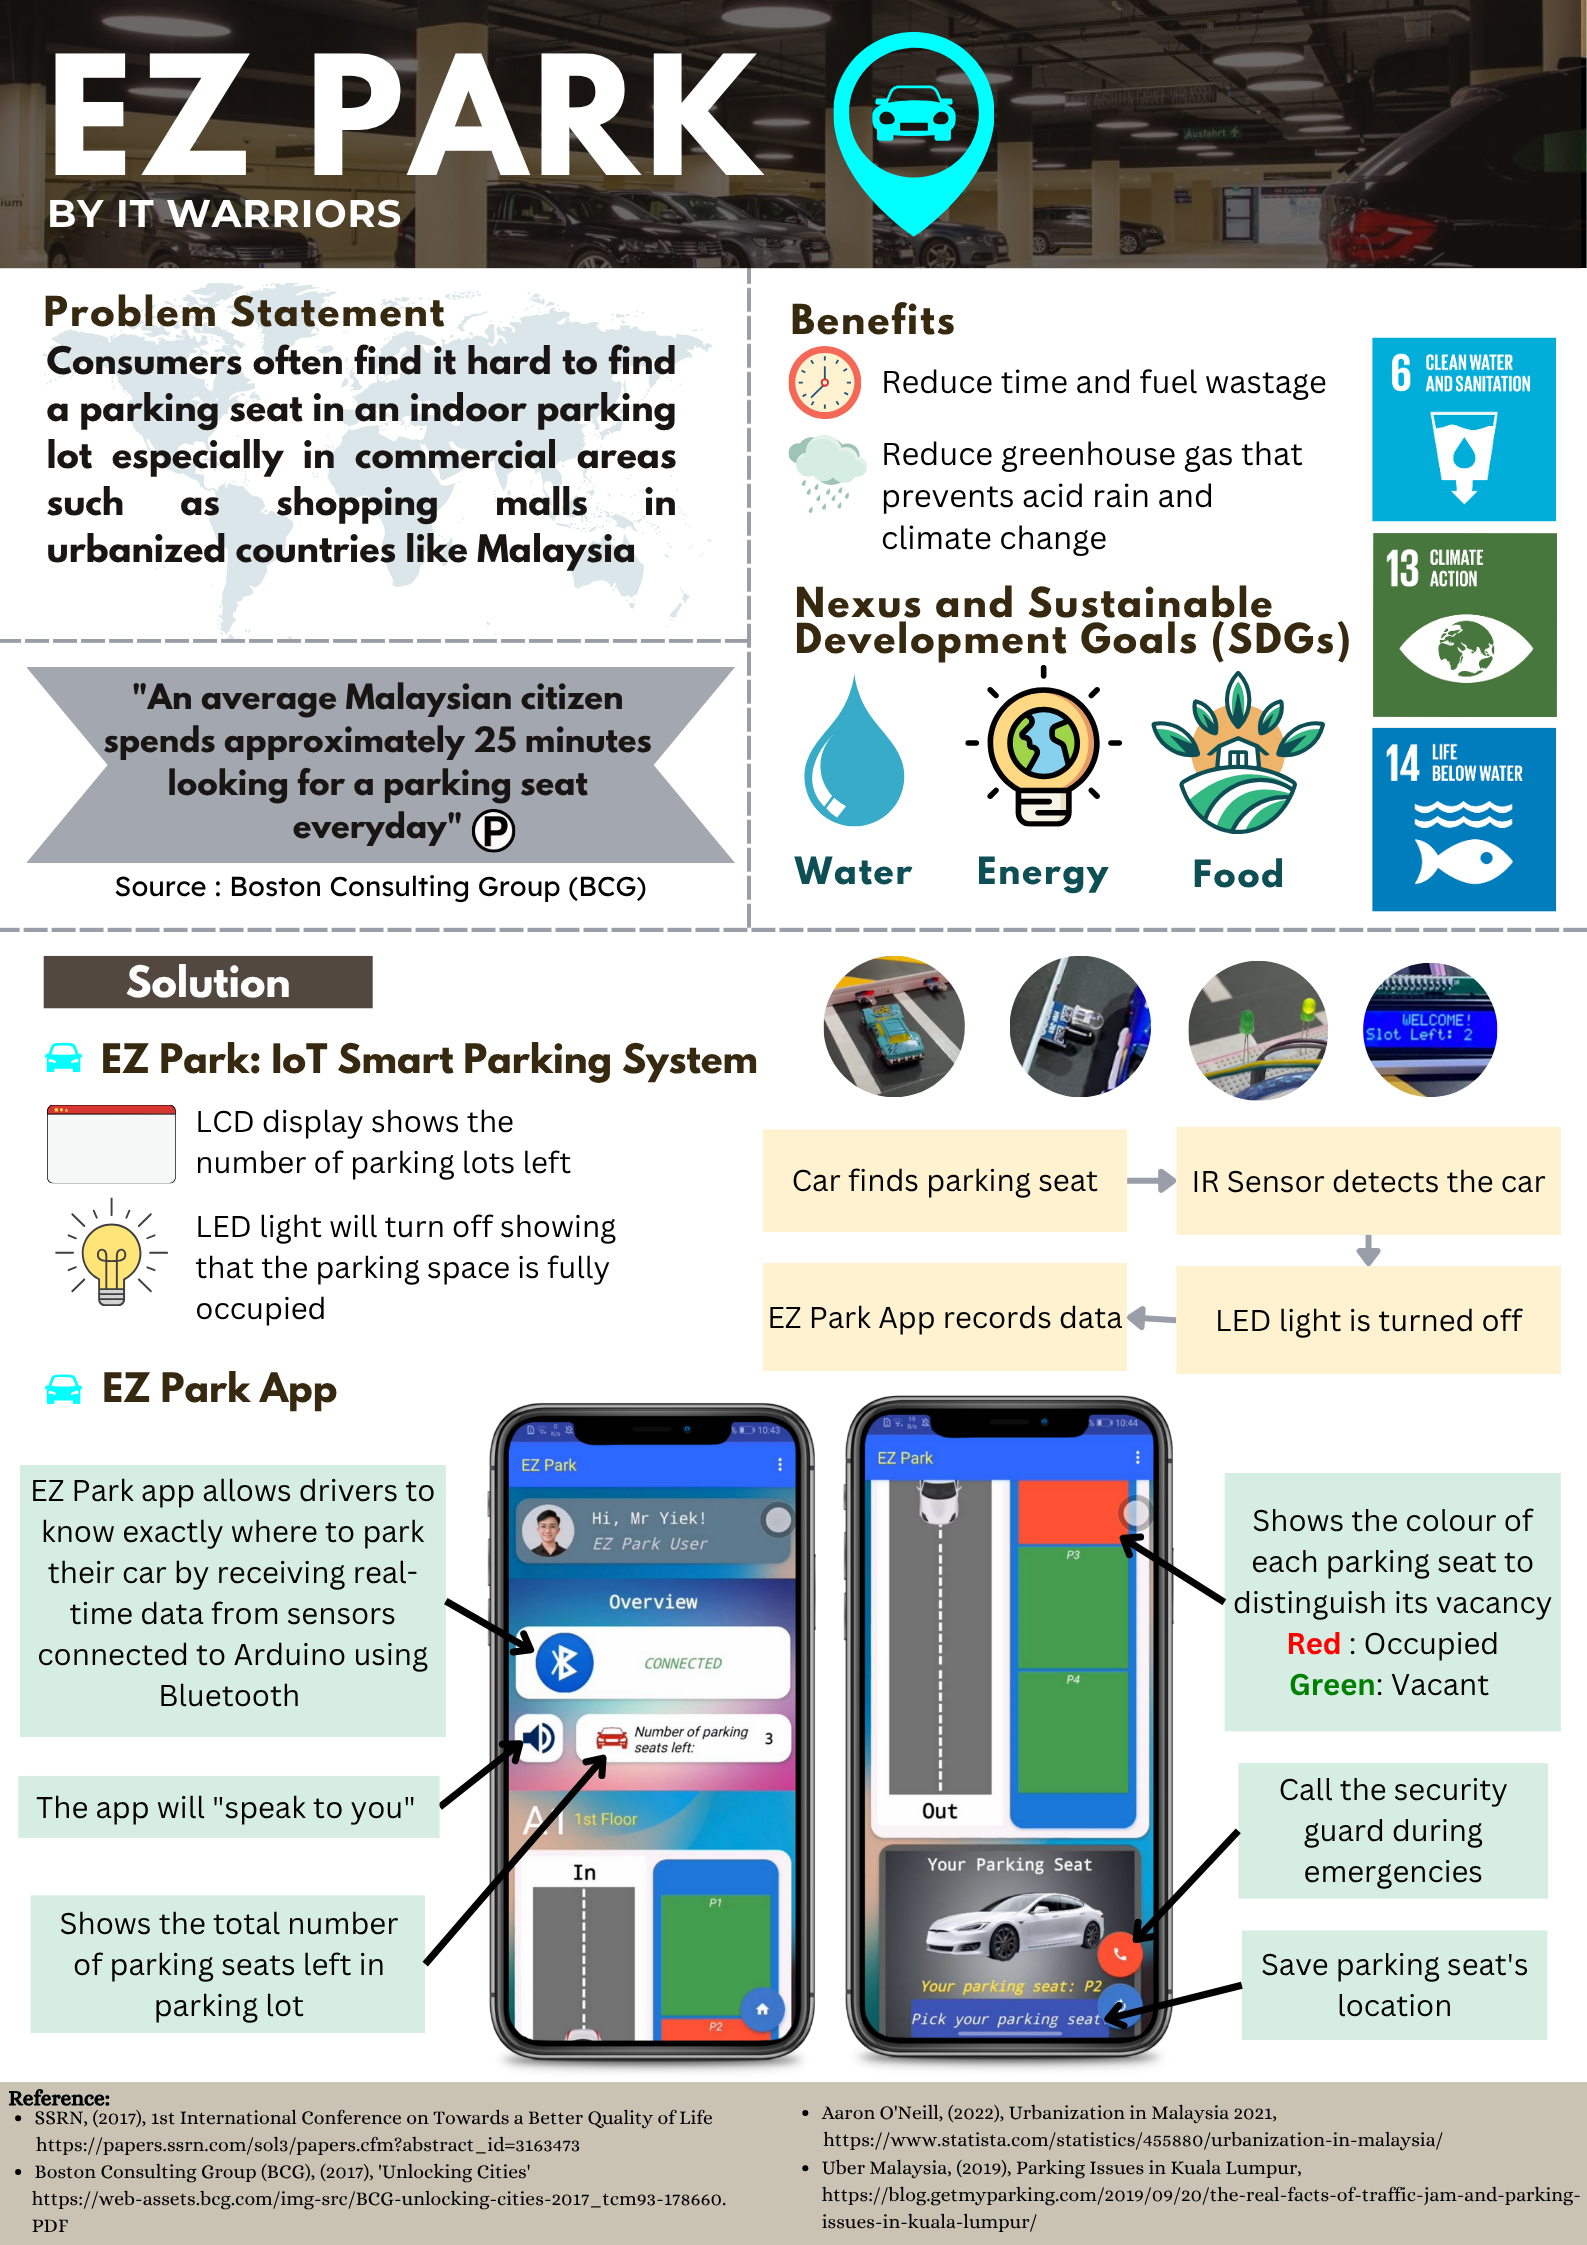 EZ PARK
BY IT WARRIORS
Ausfahrt
ium
Problem Statement
Consumers often find it hard to find
a parking seat in an indoor parking
lot especially in commercial areas
such as shopping malls in
urbanized countries like Malaysia
"An average Malaysian citizen
spends approximately 25 minutes
looking for a parking seat
everyday" P
Source : Boston Consulting Group (BCG)
Benefits
Reduce time and fuel wastage
Reduce greenhouse gas that
prevents acid rain and
climate change
Nexus and Sustainable
Development Goals (SDGs)
Water
Energy
Food
6 CLEAN WATER
AND SANITATION
13 CLIMATE
ACTION
14 LIFE
BELOW WATER
Solution
EZ Park: IoT Smart Parking System
LCD display shows the
number of parking lots left
LED light will turn off showing
that the parking space is fully
occupied
WELCOME!
Slot Left: 2
Car finds parking seat
IR Sensor detects the car
LED light is turned off
EZ Park App records data
EZ Park App
EZ Park app allows drivers to
know exactly where to park
their car by receiving real-
time data from sensors
connected to Arduino using
Bluetooth
The app will "speak to you"
Shows the total number
of parking seats left in
parking lot
10:43
EZ Park
Hi, Mr Yiek!
EZ Park User
Overview
CONNECTED
Number of parking
seats left: 3
A1 1st Floor
In
P1
P2
10:44
EZ Park
P3
P4
Out
Your Parking Seat
Your parking seat: P2
Pick your parking seat
Shows the colour of
each parking seat to
distinguish its vacancy
Red : Occupied
Green: Vacant
Call the security
guard during
emergencies
Save parking seat's
location
Reference:
• SSRN, (2017), 1st International Conference on Towards a Better Quality of Life
https://papers.ssrn.com/sol3/papers.cfm?abstract_id=3163473
• Boston Consulting Group (BCG), (2017), 'Unlocking Cities'
https://web-assets.bcg.com/img-src/BCG-unlocking-cities-2017_tcm93-178660.
PDF
• Aaron O'Neill, (2022), Urbanization in Malaysia 2021,
https://www.statista.com/statistics/455880/urbanization-in-malaysia/
• Uber Malaysia, (2019), Parking Issues in Kuala Lumpur,
https://blog.getmyparking.com/2019/09/20/the-real-facts-of-traffic-jam-and-parking-
issues-in-kuala-lumpur/